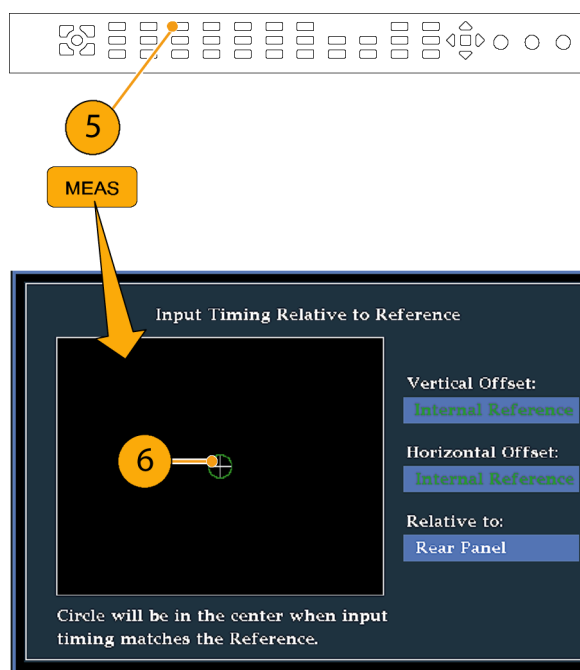 5
MEAS
Input Timing Relative to Reference
Vertical Offset:
Internal Reference
Horizontal Offset:
Internal Reference
6
Relative to:
Rear Panel
Circle will be in the center when input
timing matches the Reference.